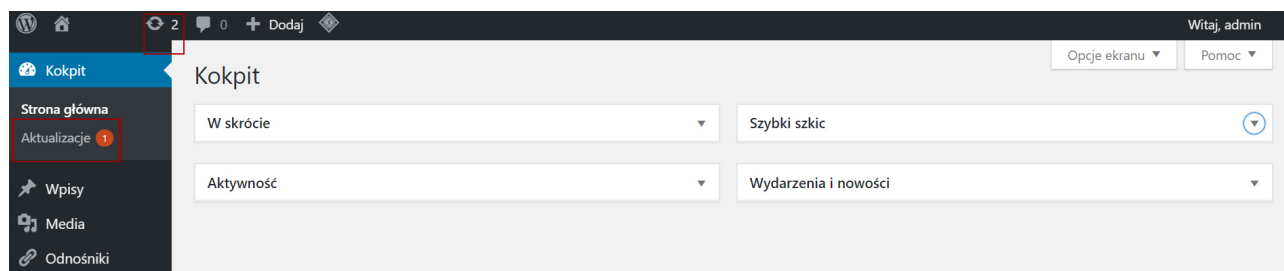 2 0 + Dodaj Witaj, admin
Opcje ekranu ▼ Pomoc ▼
Kokpit
Kokpit
Strona główna
Aktualizacje 1
Wpisy
Media
Odnośniki
W skrócie
Szybki szkic
Aktywność
Wydarzenia i nowości